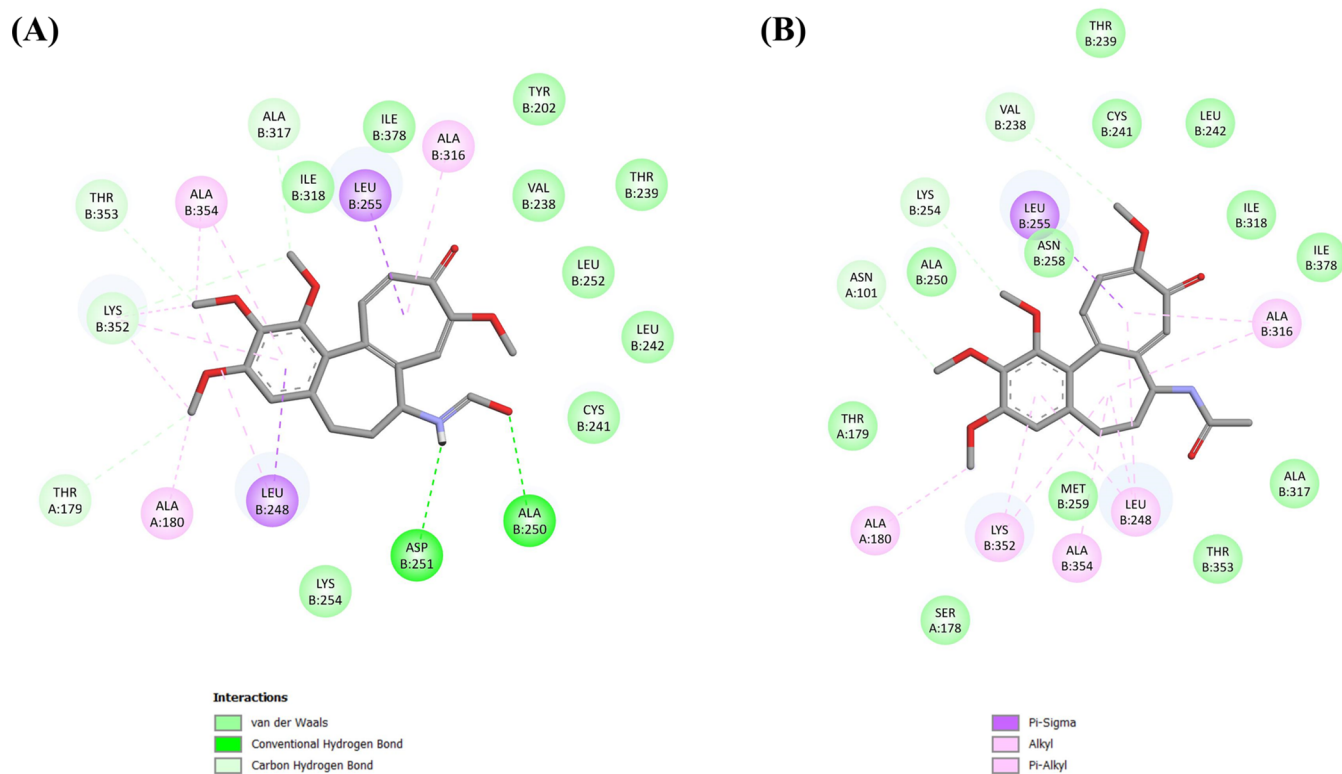 (A)
ALA
B:317
ILE
B:378
TYR
B:202
ALA
B:316
THR
B:353
ALA
B:354
ILE
B:318
LEU
B:255
VAL
B:238
THR
B:239
LEU
B:252
LYS
B:352
LEU
B:242
CYS
B:241
THR
A:179
ALA
A:180
LEU
B:248
ALA
B:250
ASP
B:251
LYS
B:254
(B)
THR
B:239
VAL
B:238
CYS
B:241
LEU
B:242
LYS
B:254
LEU
B:255
ILE
B:318
ASN
B:258
ILE
B:378
ASN
A:101
ALA
B:250
ALA
B:316
THR
A:179
MET
B:259
LEU
B:248
ALA
B:317
ALA
A:180
LYS
B:352
ALA
B:354
THR
B:353
SER
A:178
Interactions
van der Waals
Conventional Hydrogen Bond
Carbon Hydrogen Bond
Pi-Sigma
Alkyl
Pi-Alkyl